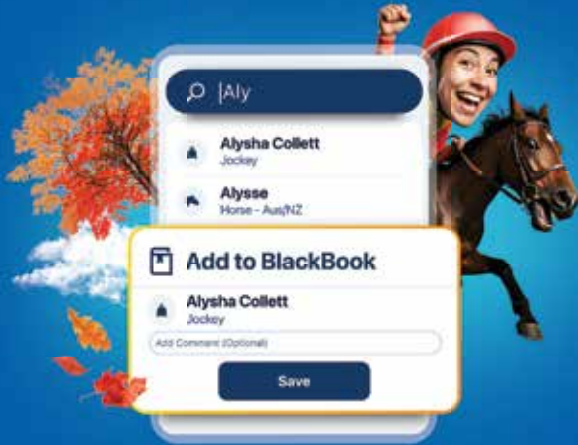 Aly
Alysha Collett
Jockey
Alysse
Horse - Aus/NZ
Add to BlackBook
Alysha Collett
Jockey
Add Comment (Optional)
Save